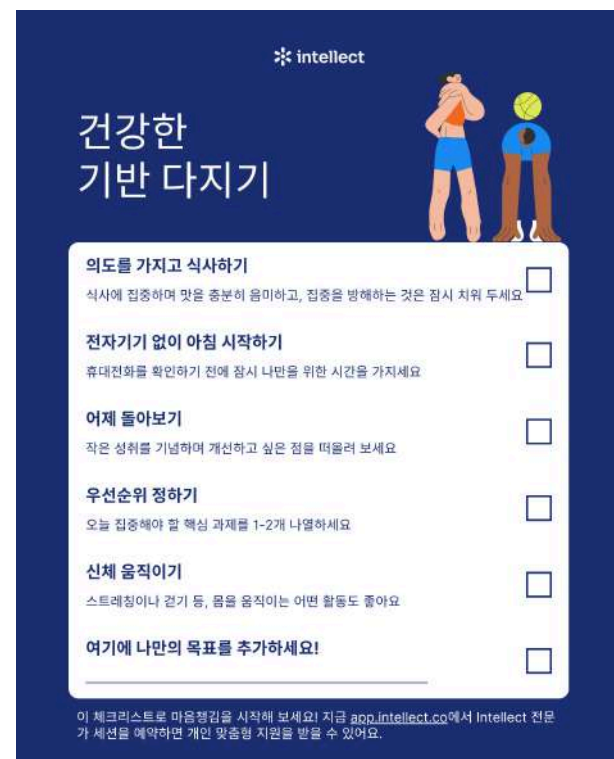 intellect
건강한
기반 다지기
의도를 가지고 식사하기
식사에 집중하며 맛을 충분히 음미하고, 집중을 방해하는 것은 잠시 치워 두세요
전자기기 없이 아침 시작하기
휴대전화를 확인하기 전에 잠시 나만을 위한 시간을 가지세요
어제 돌아보기
작은 성취를 기념하며 개선하고 싶은 점을 떠올려 보세요
우선순위 정하기
오늘 집중해야 할 핵심 과제를 1-2개 나열하세요
신체 움직이기
스트레칭이나 걷기 등, 몸을 움직이는 어떤 활동도 좋아요
여기에 나만의 목표를 추가하세요!
이 체크리스트로 마음챙김을 시작해 보세요! 지금 app.intellect.co에서 Intellect 전문
가 세션을 예약하면 개인 맞춤형 지원을 받을 수 있어요.